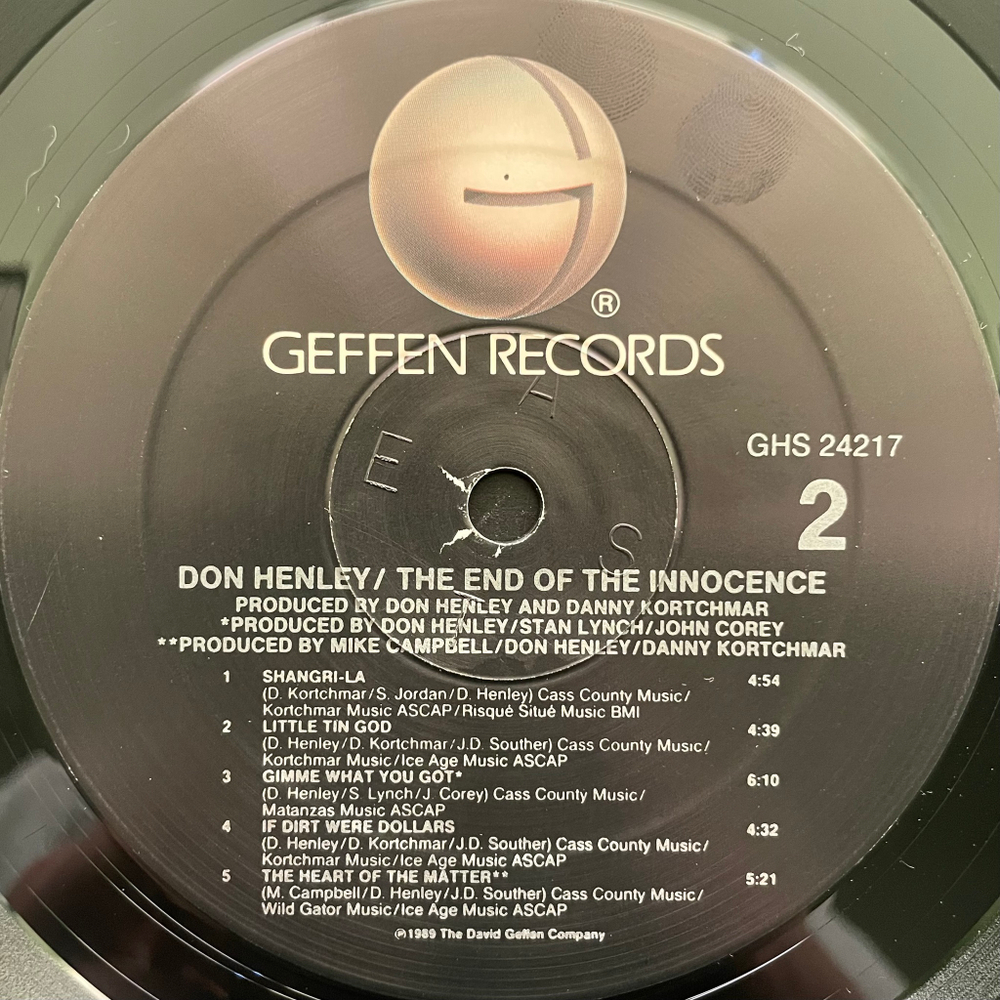 G
®
GEFFEN RECORDS
A
E
S
GHS 24217
2
DON HENLEY/ THE END OF THE INNOCENCE
PRODUCED BY DON HENLEY AND DANNY KORTCHMAR
*PRODUCED BY DON HENLEY/STAN LYNCH/JOHN COREY
**PRODUCED BY MIKE CAMPBELL/DON HENLEY/DANNY KORTCHMAR
1 SHANGRI-LA 4:54
(D. Kortchmar/S. Jordan/D. Henley) Cass County Music/
Kortchmar Music ASCAP/Risqué Situé Music BMI
2 LITTLE TIN GOD 4:39
(D. Henley/D. Kortchmar/J.D. Souther) Cass County Music/
Kortchmar Music/Ice Age Music ASCAP
3 GIMME WHAT YOU GOT* 6:10
(D. Henley/S. Lynch/J. Corey) Cass County Music/
Matanzas Music ASCAP
4 IF DIRT WERE DOLLARS 4:32
(D. Henley/D. Kortchmar/J.D. Souther) Cass County Music/
Kortchmar Music/Ice Age Music ASCAP
5 THE HEART OF THE MATTER** 5:21
(M. Campbell/D. Henley/J.D. Souther) Cass County Music/
Wild Gator Music/Ice Age Music ASCAP
℗1989 The David Geffen Company